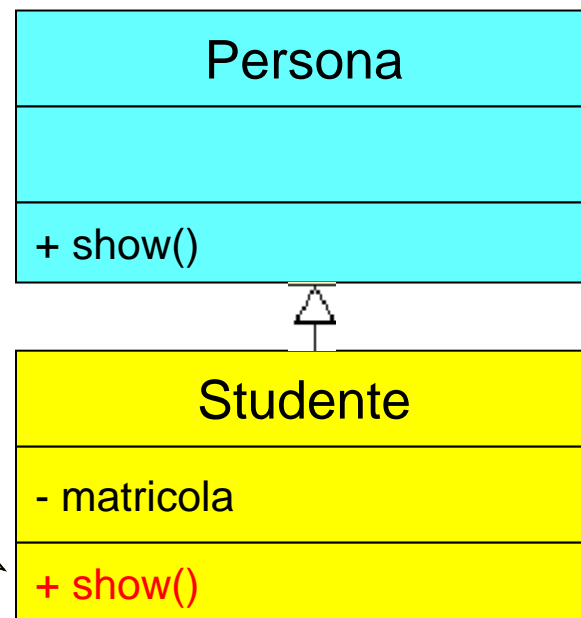 Persona
+ show()
Studente
- matricola
+ show()